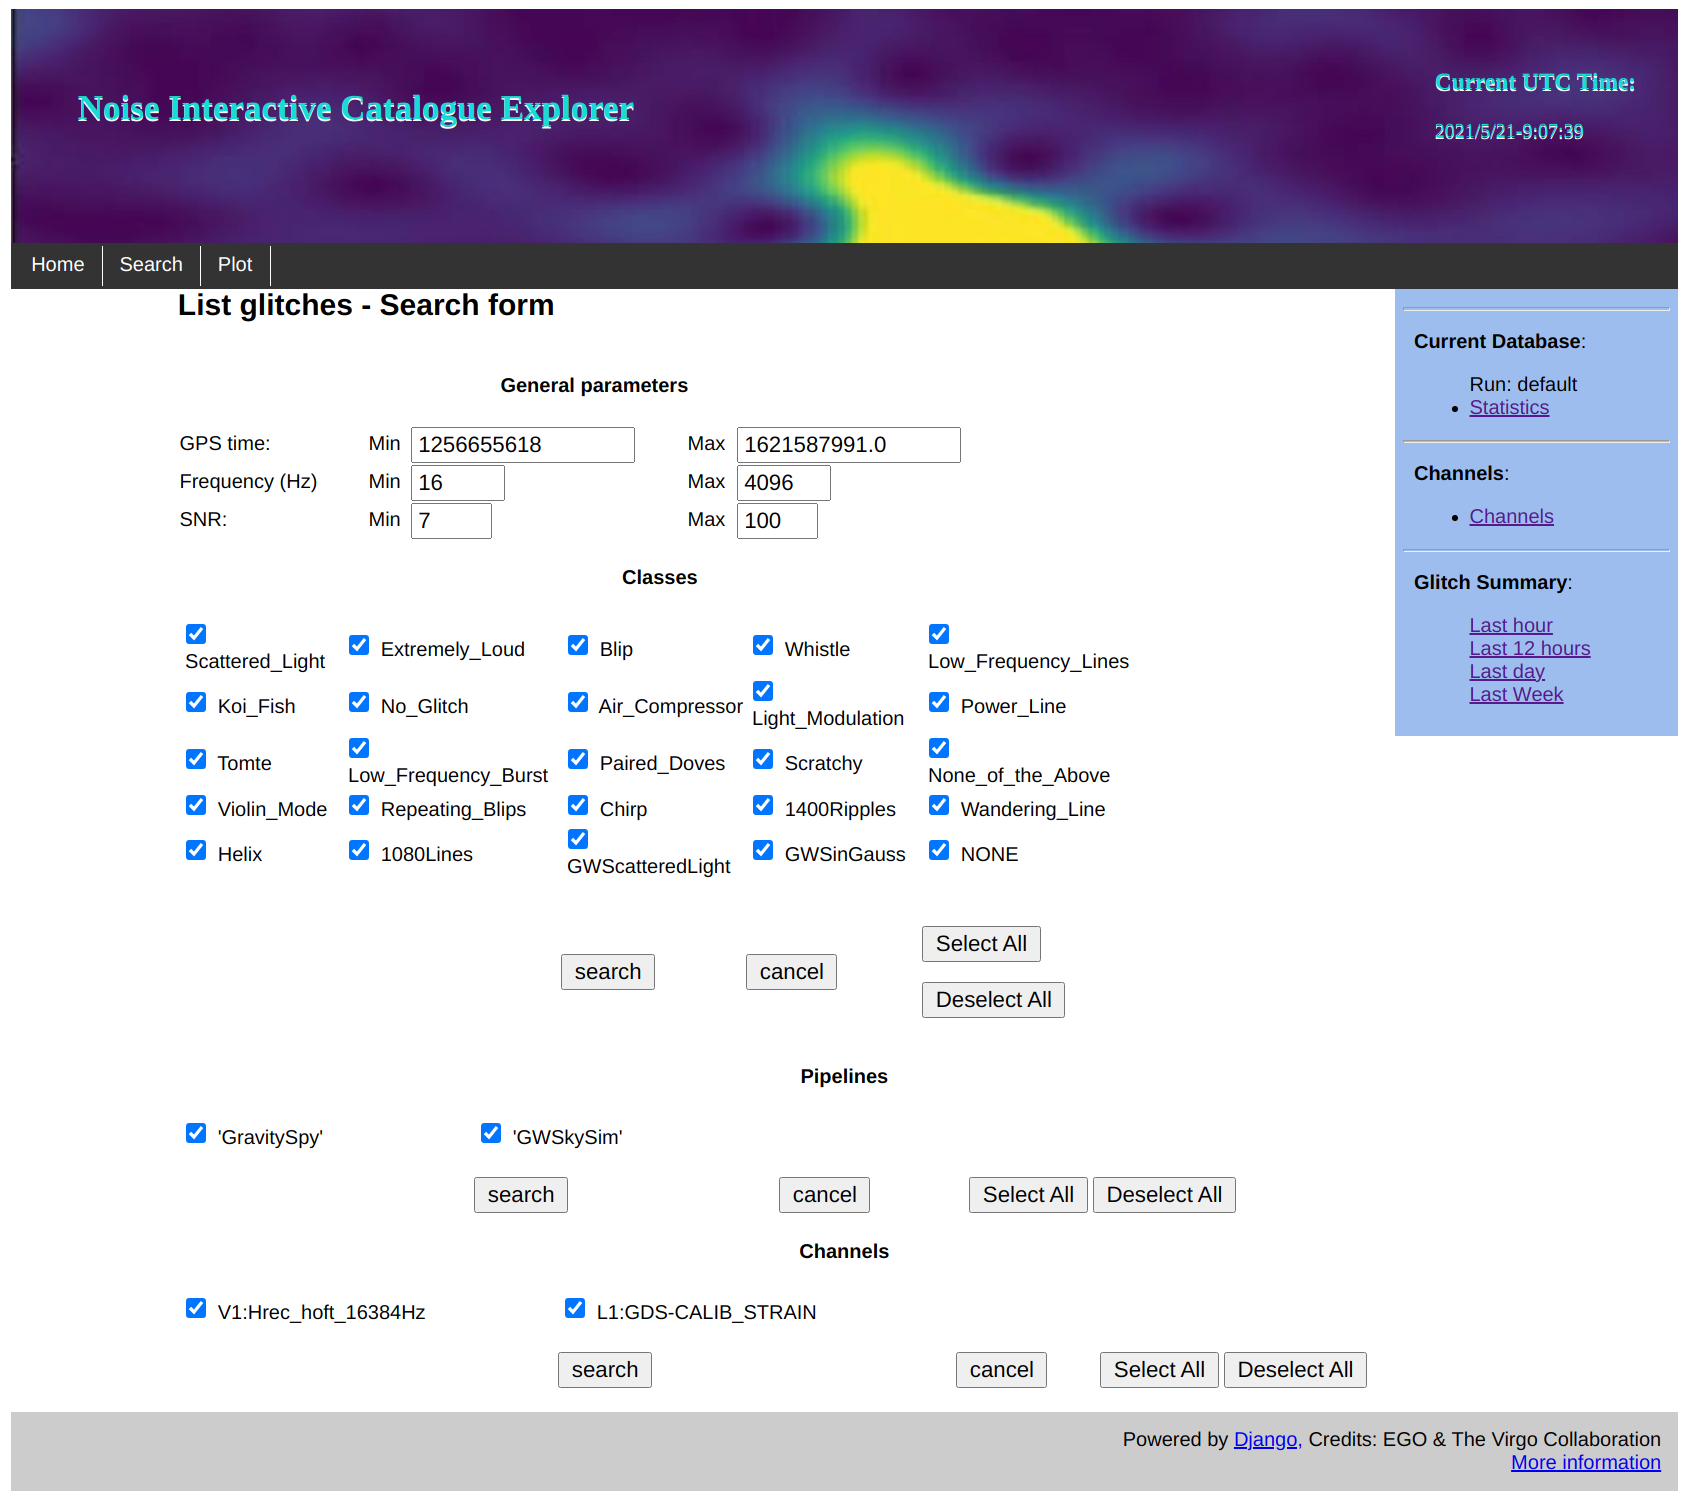 Noise Interactive Catalogue Explorer
Current UTC Time:
2021/5/21-9:07:39
Home Search Plot
List glitches - Search form
General parameters
GPS time: Min 1256655618 Max 1621587991.0
Frequency (Hz) Min 16 Max 4096
SNR: Min 7 Max 100
Classes
Scattered_Light Extremely_Loud Blip Whistle Low_Frequency_Lines
Koi_Fish No_Glitch Air_Compressor Light_Modulation Power_Line
Tomte Low_Frequency_Burst Paired_Doves Scratchy None_of_the_Above
Violin_Mode Repeating_Blips Chirp 1400Ripples Wandering_Line
Helix 1080Lines GWScatteredLight GWSinGauss NONE
search cancel Select All
Deselect All
Pipelines
'GravitySpy' 'GWSkySim'
search cancel Select All Deselect All
Channels
V1:Hrec_hoft_16384Hz L1:GDS-CALIB_STRAIN
search cancel Select All Deselect All
Current Database:
Run: default
Statistics
Channels:
Channels
Glitch Summary:
Last hour
Last 12 hours
Last day
Last Week
Powered by Django, Credits: EGO & The Virgo Collaboration
More information